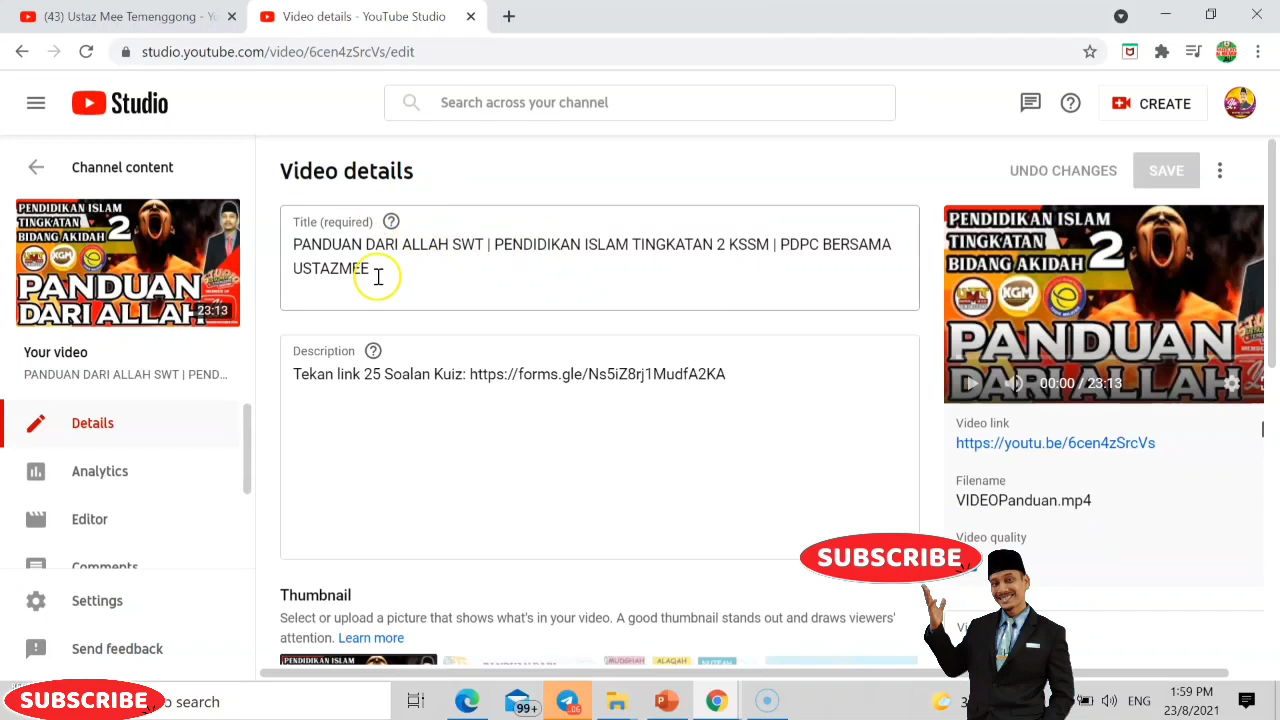 (43) Ustaz Mee Temenggong - Y
Video details - YouTube Studio
studio.youtube.com/video/6cen4zSrcVs/edit
Studio
Search across your channel
CREATE
Channel content
Video details
UNDO CHANGES
SAVE
PENDIDIKAN ISLAM
TINGKATAN 2
BIDANG AKIDAH
KGM
PANDUAN
DARI ALLAH
23:13
Title (required)
PANDUAN DARI ALLAH SWT | PENDIDIKAN ISLAM TINGKATAN 2 KSSM | PDPC BERSAMA
USTAZMEE
PENDIDIKAN ISLAM
TINGKATAN 2
BIDANG AKIDAH
KGM
PANDUAN
DARI ALLAH
00:00 / 23:13
Your video
PANDUAN DARI ALLAH SWT | PEND...
Description
Tekan link 25 Soalan Kuiz: https://forms.gle/Ns5iZ8rj1MudfA2KA
Details
Analytics
Editor
Comments
Settings
Send feedback
Video link
https://youtu.be/6cen4zSrcVs
Filename
VIDEOPanduan.mp4
Video quality
SUBSCRIBE
Thumbnail
Select or upload a picture that shows what's in your video. A good thumbnail stands out and draws viewers'
attention. Learn more
SUBSCRIBE
o search
99+
1:59 PM
23/8/2021